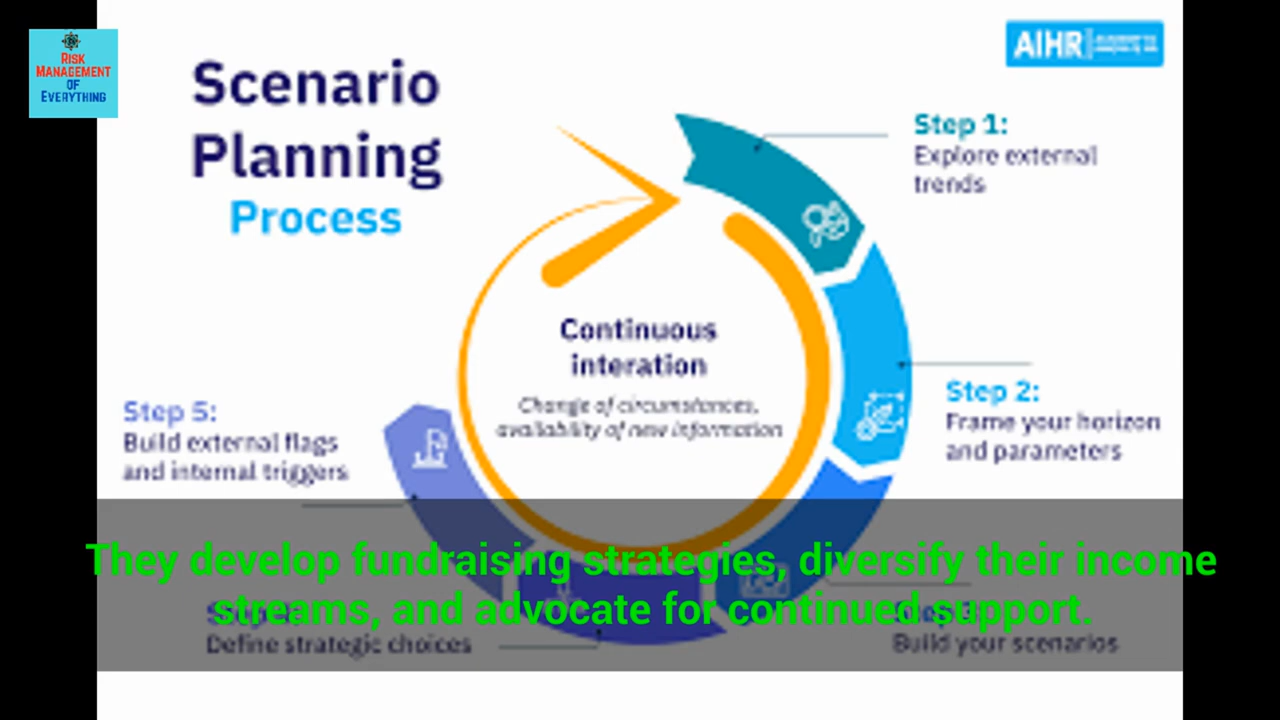 Risk
Management
of
Everything
Scenario
Planning
Process
AIHR
Step 1:
Explore external
trends
Step 2:
Frame your horizon
and parameters
Continuous
interation
Change of circumstances,
availability of new information
Step 5:
Build external flags
and internal triggers
They develop fundraising strategies, diversify their income
streams, and advocate for continued support.
Define strategic choices
Build your scenarios